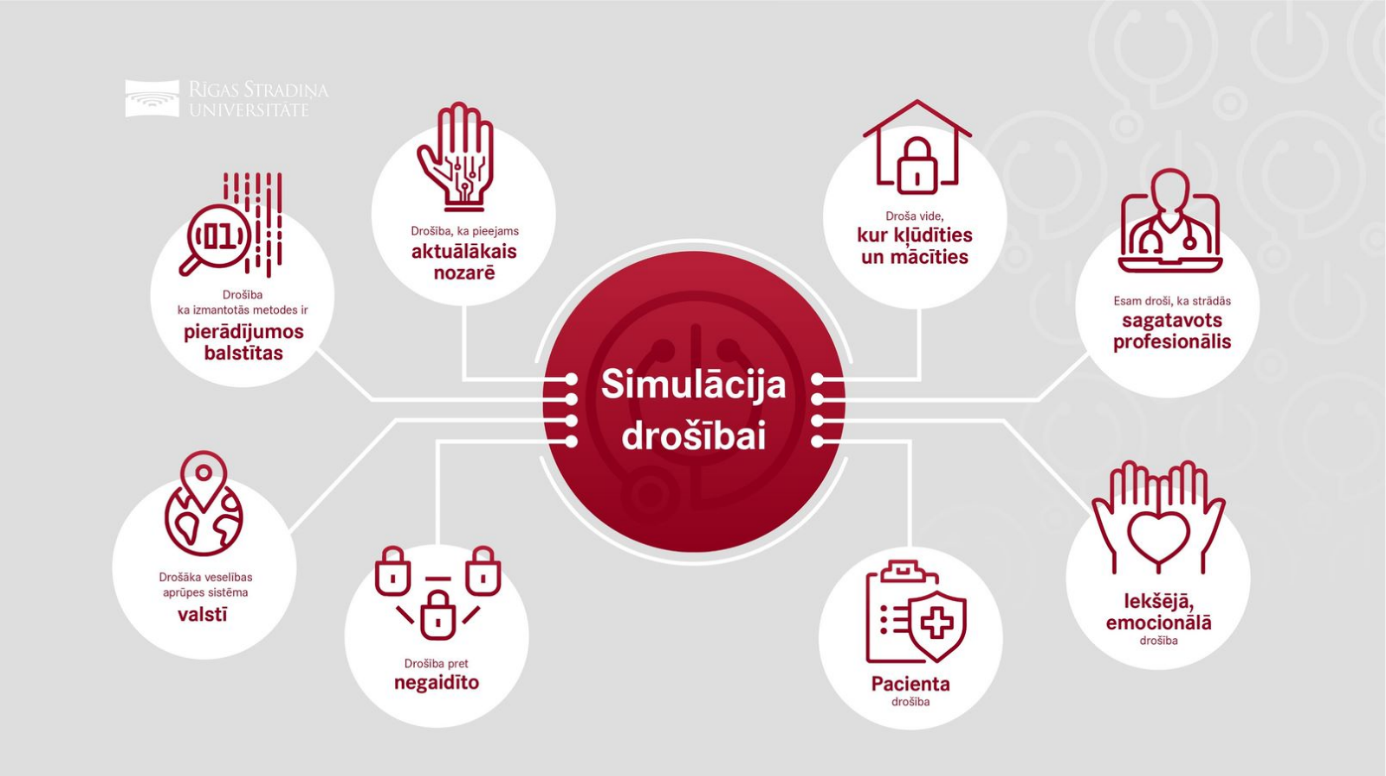 RĪGAS STRADIŅA
UNIVERSITĀTE
Drošība
ka izmantotās metodes ir
pierādījumos
balstītas
Drošība, ka pieejams
aktuālākais
nozarē
Droša vide,
kur kļūdīties
un mācīties
Esam droši, ka strādās
sagatavots
profesionālis
Simulācija
drošībai
Drošāka veselības
aprūpes sistēma
valstī
Drošība pret
negaidīto
Pacienta
drošība
Iekšējā,
emocionālā
drošība
01